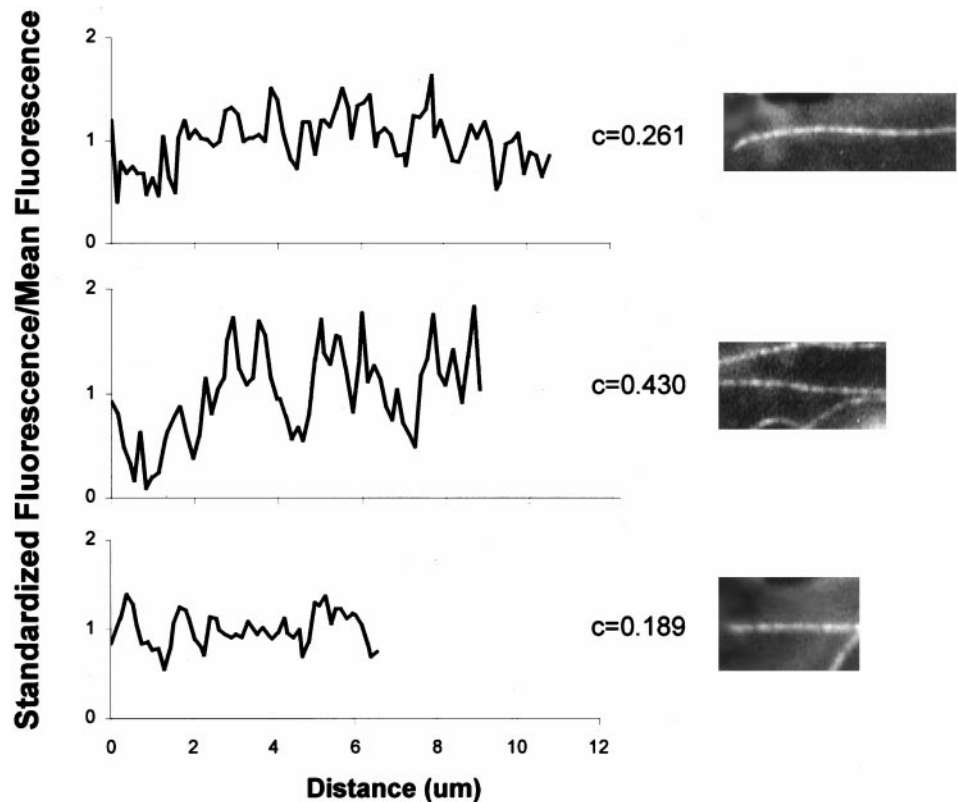 Standardized Fluorescence/Mean Fluorescence
2
1
0
c=0.261
2
1
0
c=0.430
2
1
0
c=0.189
0 2 4 6 8 10 12
Distance (um)